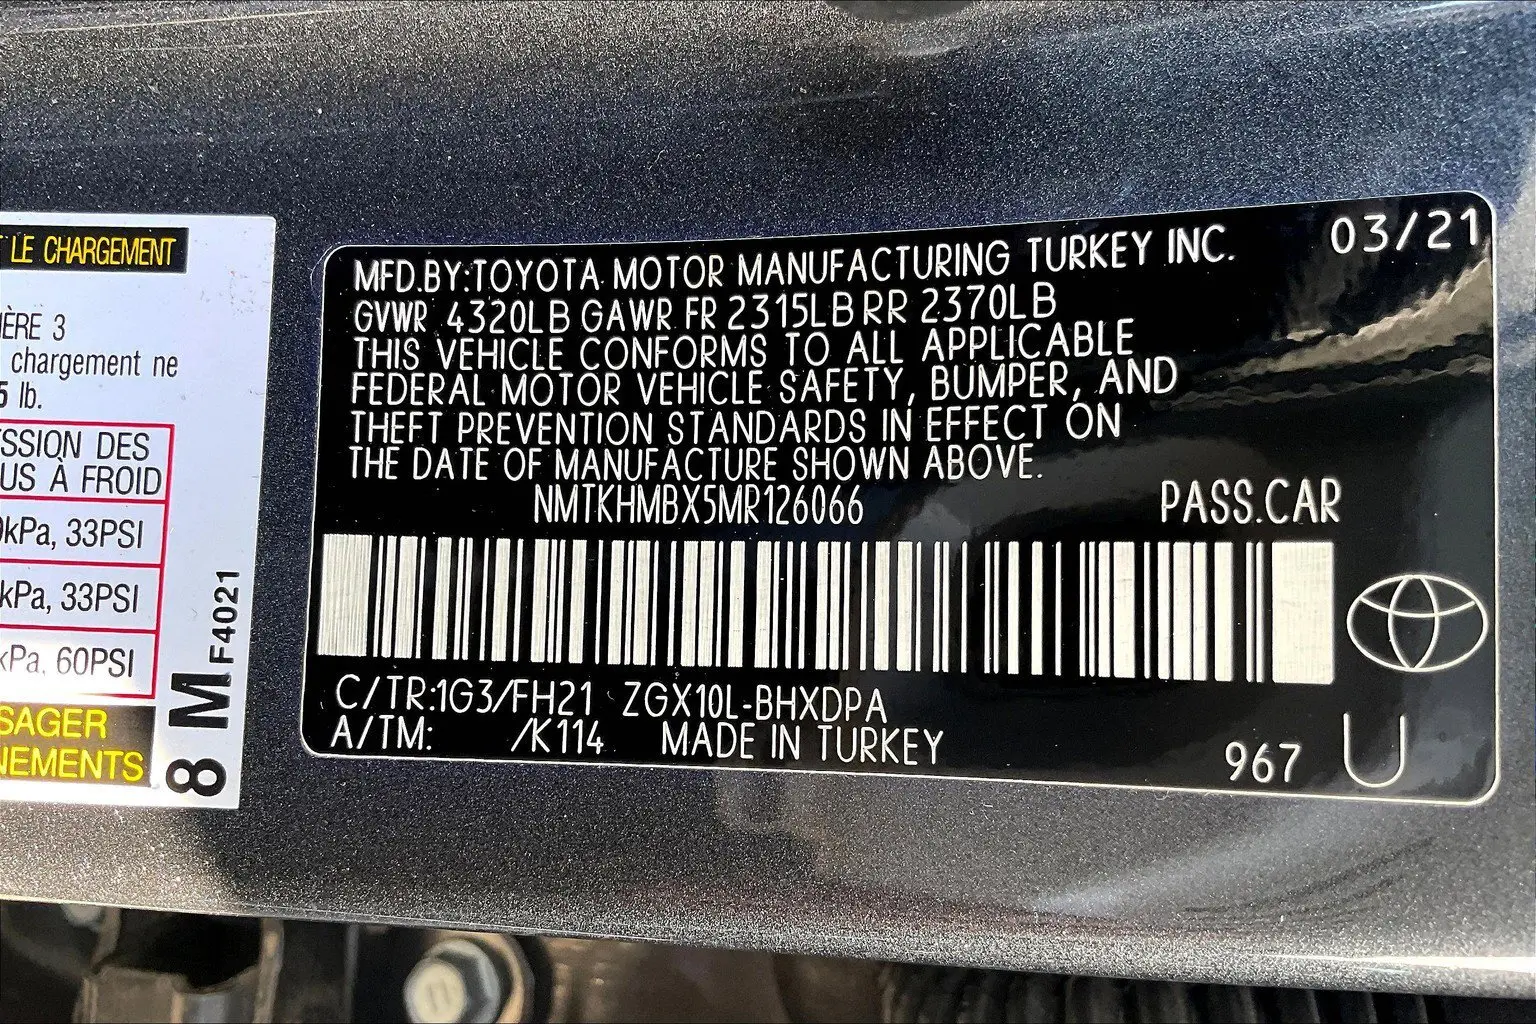 T LE CHARGEMENT
IÈRE 3
chargement ne
5 lb.
ESSION DES
US À FROID
0kPa, 33PSI
kPa, 33PSI
kPa, 60PSI
SAGER
NEMENTS
8 M F4021
03/21
MFD.BY:TOYOTA MOTOR MANUFACTURING TURKEY INC.
GVWR 4320LB GAWR FR 2315LB RR 2370LB
THIS VEHICLE CONFORMS TO ALL APPLICABLE
FEDERAL MOTOR VEHICLE SAFETY, BUMPER, AND
THEFT PREVENTION STANDARDS IN EFFECT ON
THE DATE OF MANUFACTURE SHOWN ABOVE.
NMTKHMBX5MR126066 PASS.CAR
C/TR:1G3/FH21 ZGX10L-BHXDPA
A/TM: /K114 MADE IN TURKEY
967 U